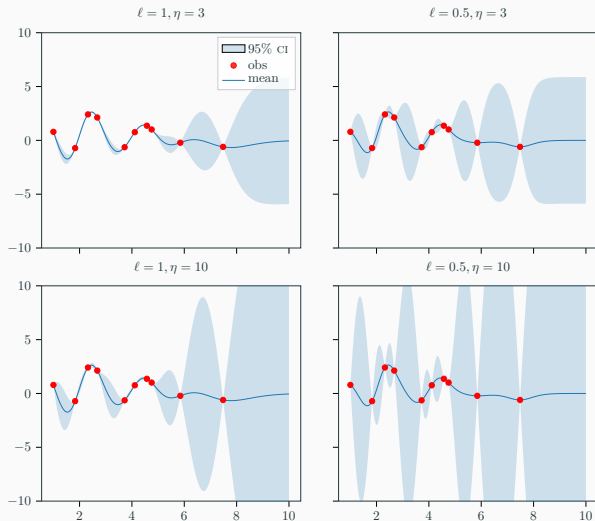 ℓ = 1, η = 3
ℓ = 0.5, η = 3
10
5
0
−5
−10
95% CI
obs
mean
ℓ = 1, η = 10
ℓ = 0.5, η = 10
10
5
0
−5
−10
2 4 6 8 10
2 4 6 8 10